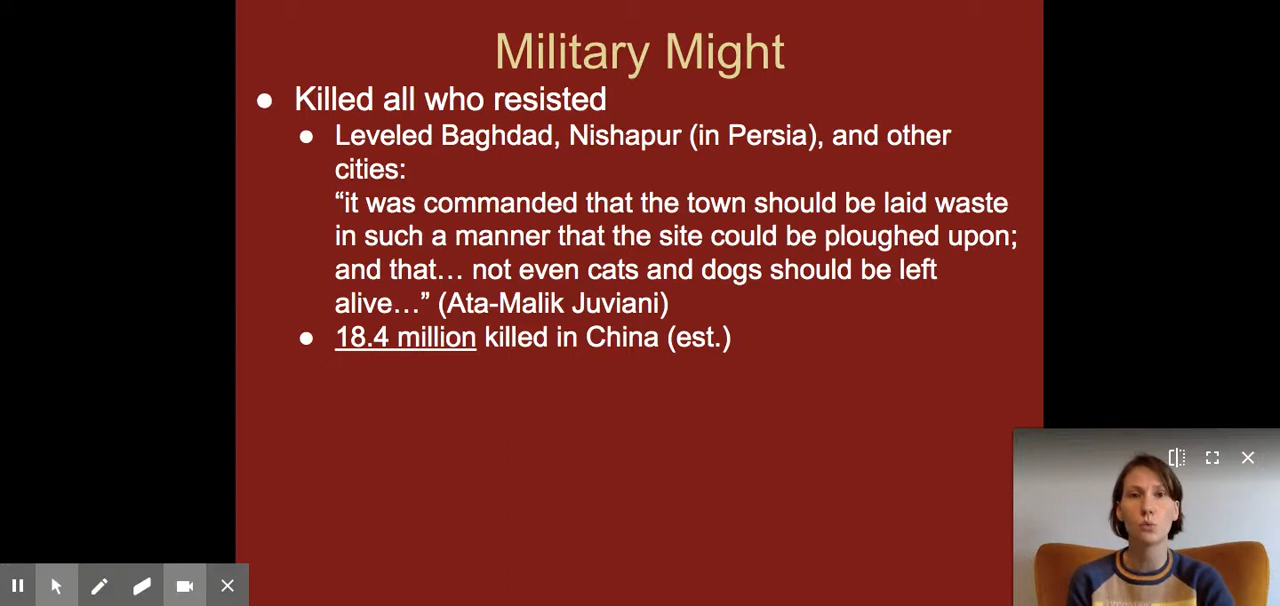 Military Might
● Killed all who resisted
● Leveled Baghdad, Nishapur (in Persia), and other
cities:
“it was commanded that the town should be laid waste
in such a manner that the site could be ploughed upon;
and that… not even cats and dogs should be left
alive…” (Ata-Malik Juviani)
● 18.4 million killed in China (est.)